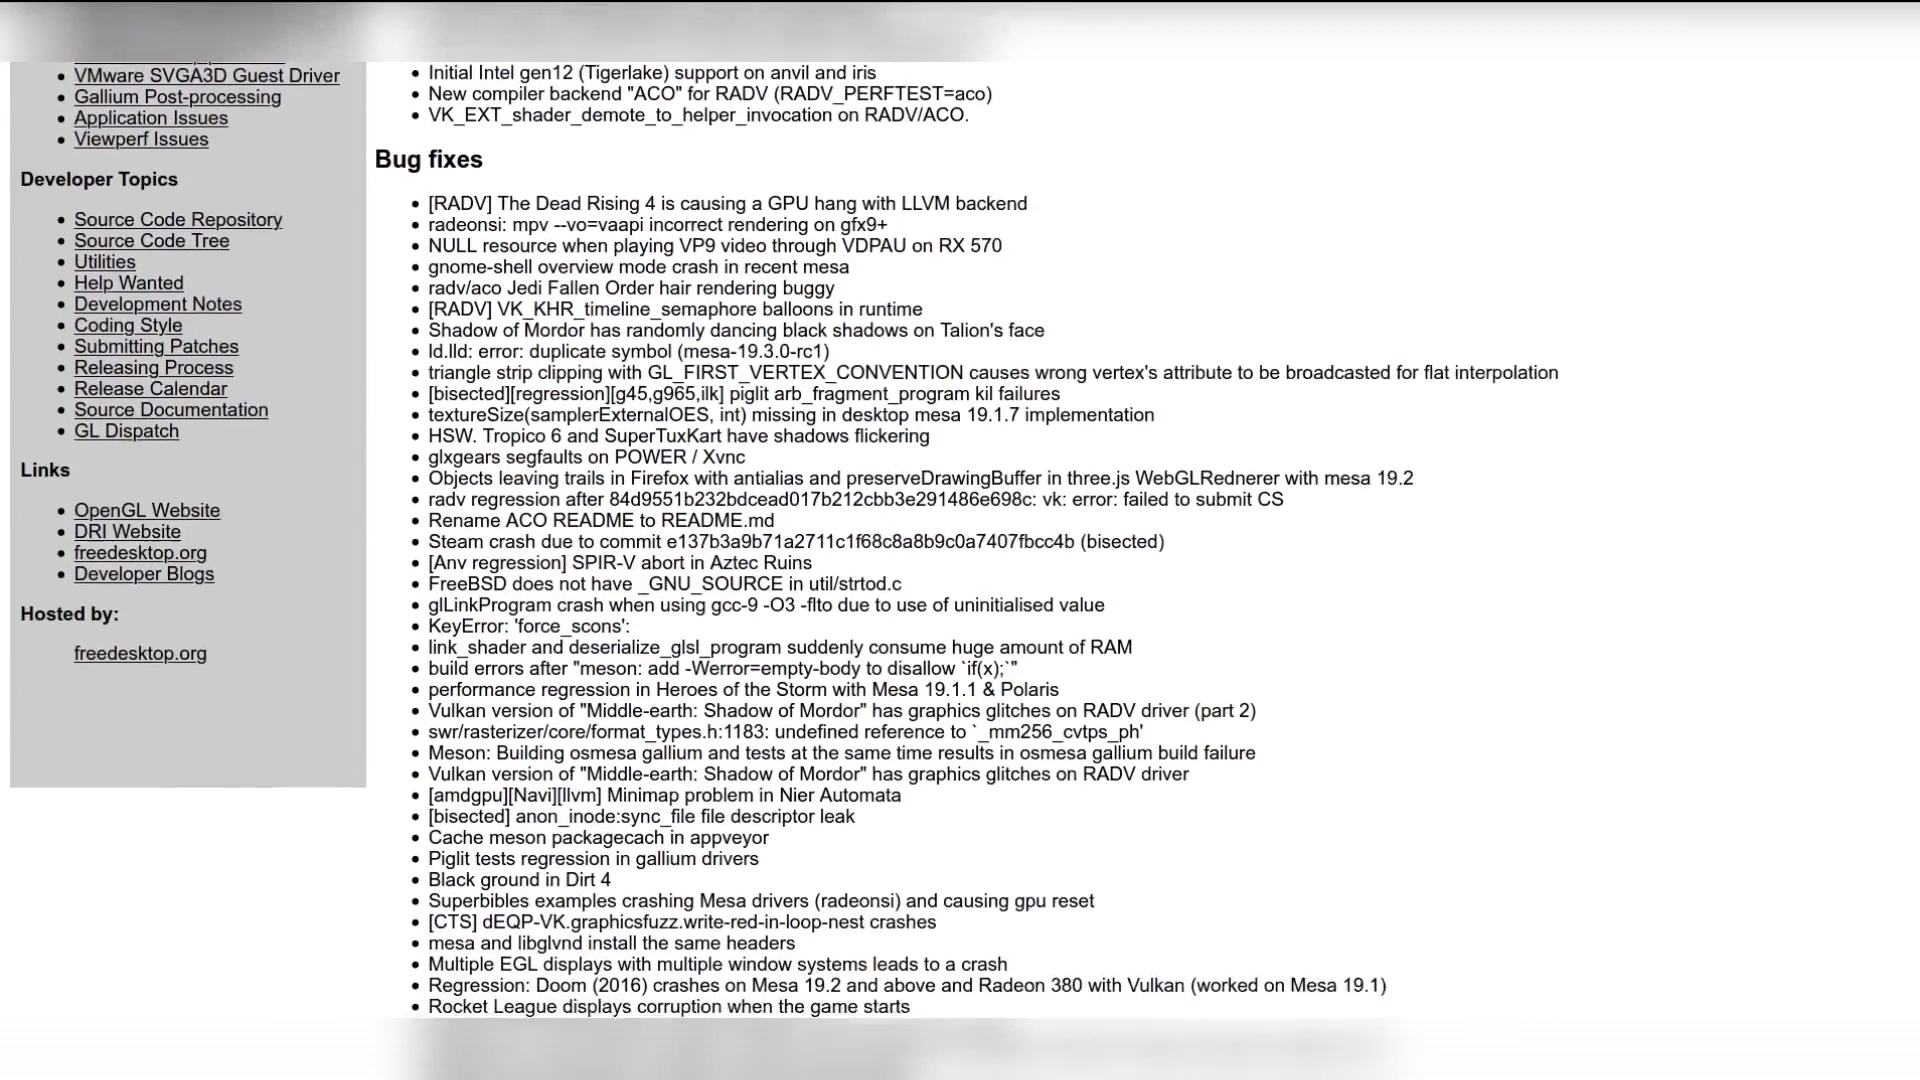 VMware SVGA3D Guest Driver
Gallium Post-processing
Application Issues
Viewperf Issues
Developer Topics
Source Code Repository
Source Code Tree
Utilities
Help Wanted
Development Notes
Coding Style
Submitting Patches
Releasing Process
Release Calendar
Source Documentation
GL Dispatch
Links
OpenGL Website
DRI Website
freedesktop.org
Developer Blogs
Hosted by:
freedesktop.org
Initial Intel gen12 (Tigerlake) support on anvil and iris
New compiler backend "ACO" for RADV (RADV_PERFTEST=aco)
VK_EXT_shader_demote_to_helper_invocation on RADV/ACO.
Bug fixes
[RADV] The Dead Rising 4 is causing a GPU hang with LLVM backend
radeonsi: mpv --vo=vaapi incorrect rendering on gfx9+
NULL resource when playing VP9 video through VDPAU on RX 570
gnome-shell overview mode crash in recent mesa
radv/aco Jedi Fallen Order hair rendering buggy
[RADV] VK_KHR_timeline_semaphore balloons in runtime
Shadow of Mordor has randomly dancing black shadows on Talion's face
ld.lld: error: duplicate symbol (mesa-19.3.0-rc1)
triangle strip clipping with GL_FIRST_VERTEX_CONVENTION causes wrong vertex's attribute to be broadcasted for flat interpolation
[bisected][regression][g45,g965,ilk] piglit arb_fragment_program kil failures
textureSize(samplerExternalOES, int) missing in desktop mesa 19.1.7 implementation
HSW. Tropico 6 and SuperTuxKart have shadows flickering
glxgears segfaults on POWER / Xvnc
Objects leaving trails in Firefox with antialias and preserveDrawingBuffer in three.js WebGLRednerer with mesa 19.2
radv regression after 84d9551b232bdcead017b212cbb3e291486e698c: vk: error: failed to submit CS
Rename ACO README to README.md
Steam crash due to commit e137b3a9b71a2711c1f68c8a8b9c0a7407fbcc4b (bisected)
[Anv regression] SPIR-V abort in Aztec Ruins
FreeBSD does not have _GNU_SOURCE in util/strtod.c
glLinkProgram crash when using gcc-9 -O3 -flto due to use of uninitialised value
KeyError: 'force_scons':
link_shader and deserialize_glsl_program suddenly consume huge amount of RAM
build errors after "meson: add -Werror=empty-body to disallow `if(x);`"
performance regression in Heroes of the Storm with Mesa 19.1.1 & Polaris
Vulkan version of "Middle-earth: Shadow of Mordor" has graphics glitches on RADV driver (part 2)
swr/rasterizer/core/format_types.h:1183: undefined reference to `_mm256_cvtps_ph'
Meson: Building osmesa gallium and tests at the same time results in osmesa gallium build failure
Vulkan version of "Middle-earth: Shadow of Mordor" has graphics glitches on RADV driver
[amdgpu][Navi][llvm] Minimap problem in Nier Automata
[bisected] anon_inode:sync_file file descriptor leak
Cache meson packagecach in appveyor
Piglit tests regression in gallium drivers
Black ground in Dirt 4
Superbibles examples crashing Mesa drivers (radeonsi) and causing gpu reset
[CTS] dEQP-VK.graphicsfuzz.write-red-in-loop-nest crashes
mesa and libglvnd install the same headers
Multiple EGL displays with multiple window systems leads to a crash
Regression: Doom (2016) crashes on Mesa 19.2 and above and Radeon 380 with Vulkan (worked on Mesa 19.1)
Rocket League displays corruption when the game starts